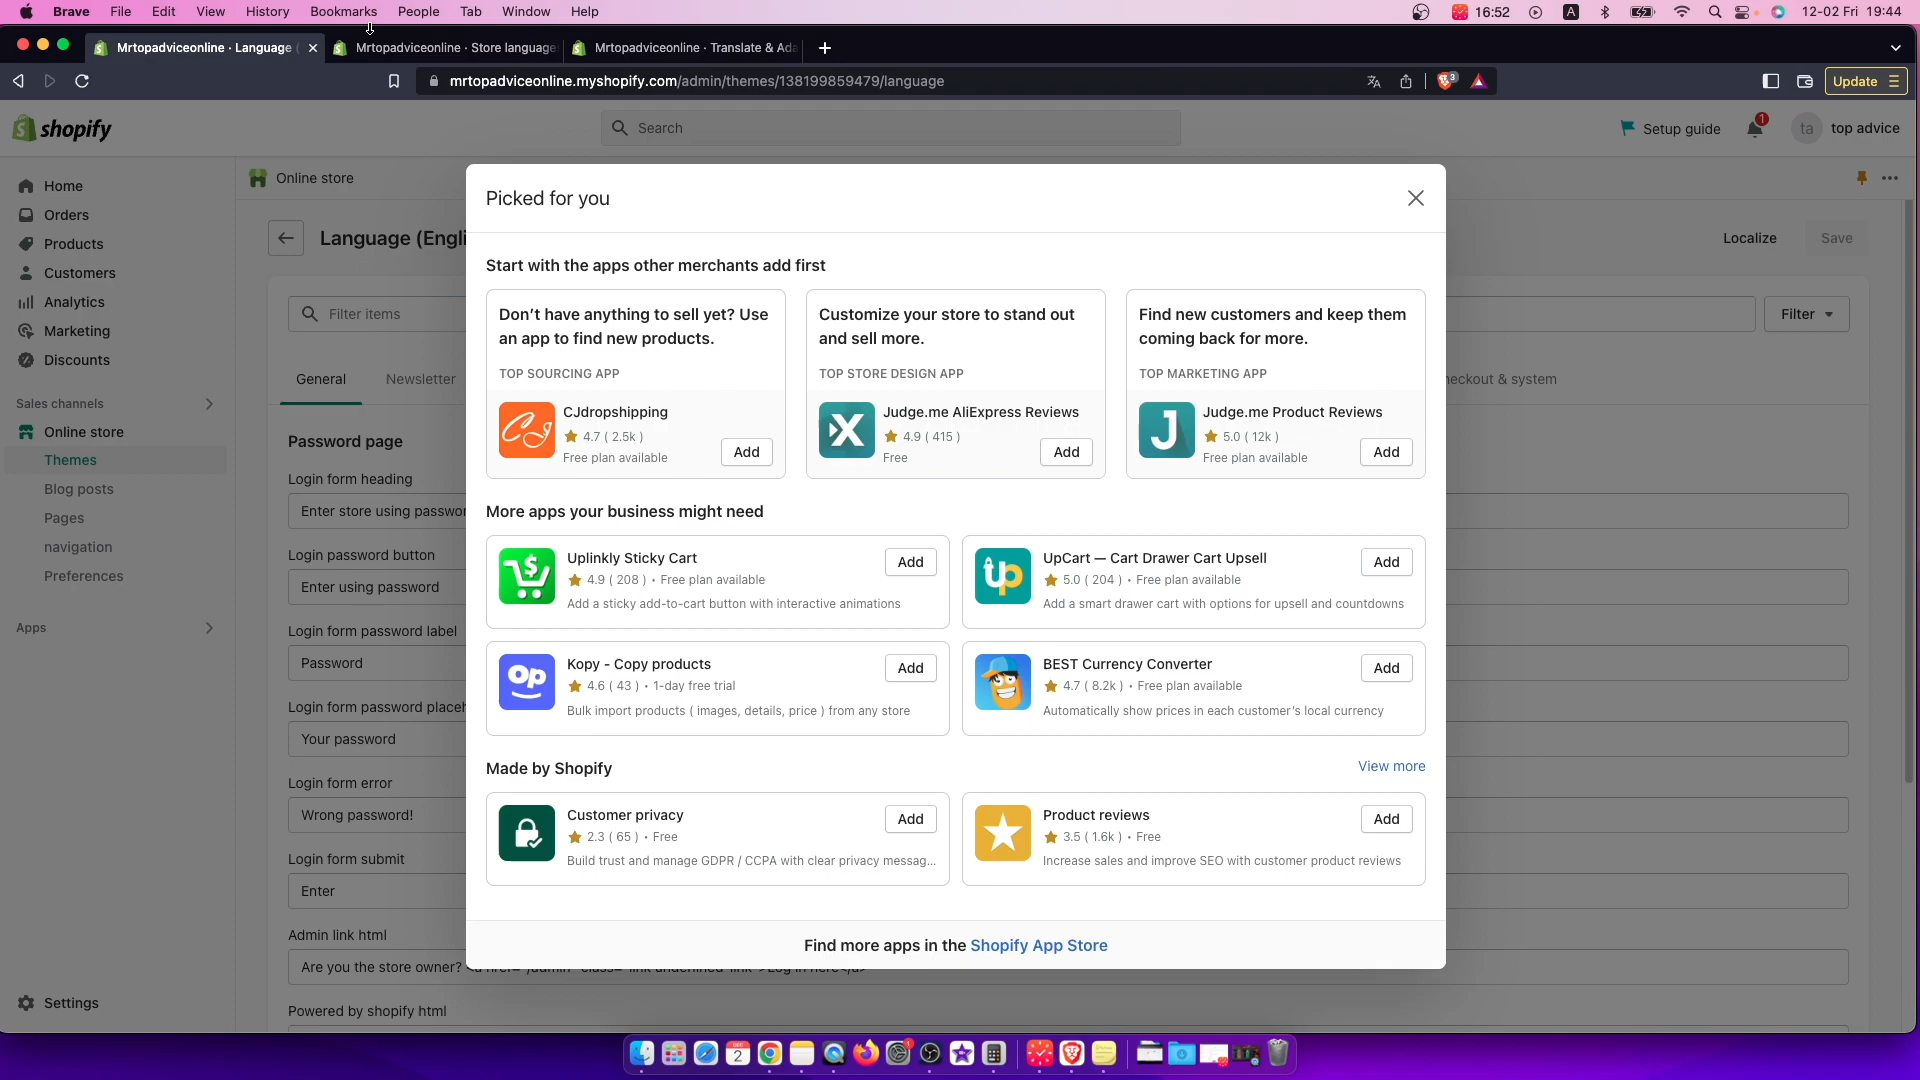 Brave File Edit View History Bookmarks People Tab Window Help
16:52 A 12-02 Fri 19:44
Mrtopadviceonline · Language (
Mrtopadviceonline · Store language
Mrtopadviceonline · Translate & Ada
mrtopadviceonline.myshopify.com/admin/themes/138199859479/language
3
Update
shopify
Search
Setup guide
1
ta
top advice
Home
Orders
Products
Customers
Analytics
Marketing
Discounts
Sales channels
Online store
Themes
Blog posts
Pages
navigation
Preferences
Apps
Settings
Online store
Language (Engli
Localize
Save
Filter items
Filter
General
Newsletter
heckout & system
Password page
Login form heading
Enter store using passwor
Login password button
Enter using password
Login form password label
Password
Login form password placeh
Your password
Login form error
Wrong password!
Login form submit
Enter
Admin link html
Are you the store owner?
Powered by shopify html
Picked for you
Start with the apps other merchants add first
Don't have anything to sell yet? Use
an app to find new products.
TOP SOURCING APP
CJdropshipping
4.7 ( 2.5k )
Free plan available
Add
Customize your store to stand out
and sell more.
TOP STORE DESIGN APP
X
Judge.me AliExpress Reviews
4.9 ( 415 )
Free
Add
Find new customers and keep them
coming back for more.
TOP MARKETING APP
J
Judge.me Product Reviews
5.0 ( 12k )
Free plan available
Add
More apps your business might need
Uplinkly Sticky Cart
4.9 ( 208 ) • Free plan available
Add a sticky add-to-cart button with interactive animations
Add
up
UpCart — Cart Drawer Cart Upsell
5.0 ( 204 ) • Free plan available
Add a smart drawer cart with options for upsell and countdowns
Add
op
Kopy - Copy products
4.6 ( 43 ) • 1-day free trial
Bulk import products ( images, details, price ) from any store
Add
BEST Currency Converter
4.7 ( 8.2k ) • Free plan available
Automatically show prices in each customer's local currency
Add
Made by Shopify
View more
Customer privacy
2.3 ( 65 ) • Free
Build trust and manage GDPR / CCPA with clear privacy messag...
Add
Product reviews
3.5 ( 1.6k ) • Free
Increase sales and improve SEO with customer product reviews
Add
Find more apps in the Shopify App Store
2
1